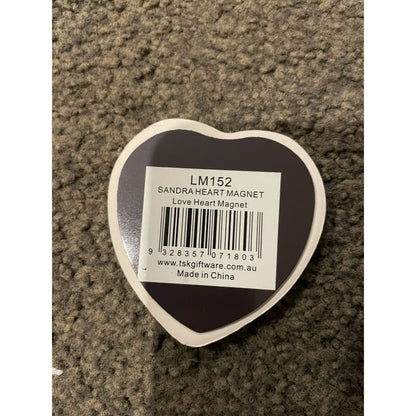 LM152
SANDRA HEART MAGNET
Love Heart Magnet
9 328357 071803
www.tskgiftware.com.au
Made in China